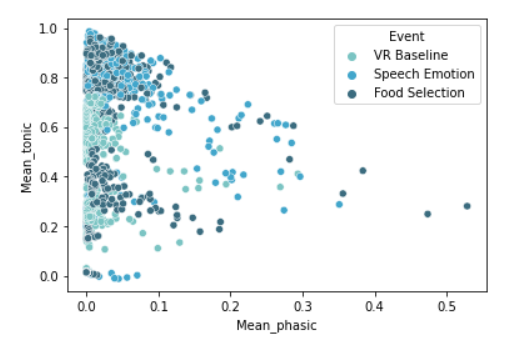 Event
VR Baseline
Speech Emotion
Food Selection
1.0
0.8
0.6
0.4
0.2
0.0
Mean_tonic
0.0
0.1
0.2
0.3
0.4
0.5
Mean_phasic